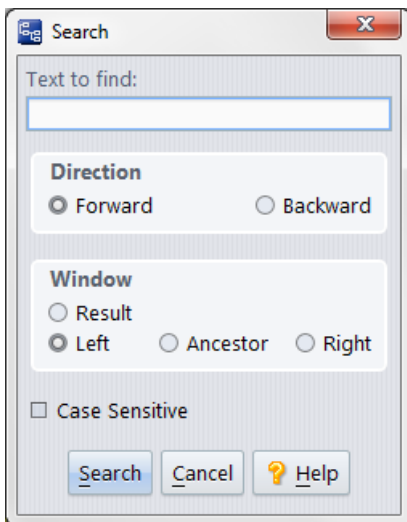 Search
Text to find:
Direction
Forward Backward
Window
Result
Left Ancestor Right
Case Sensitive
Search Cancel Help